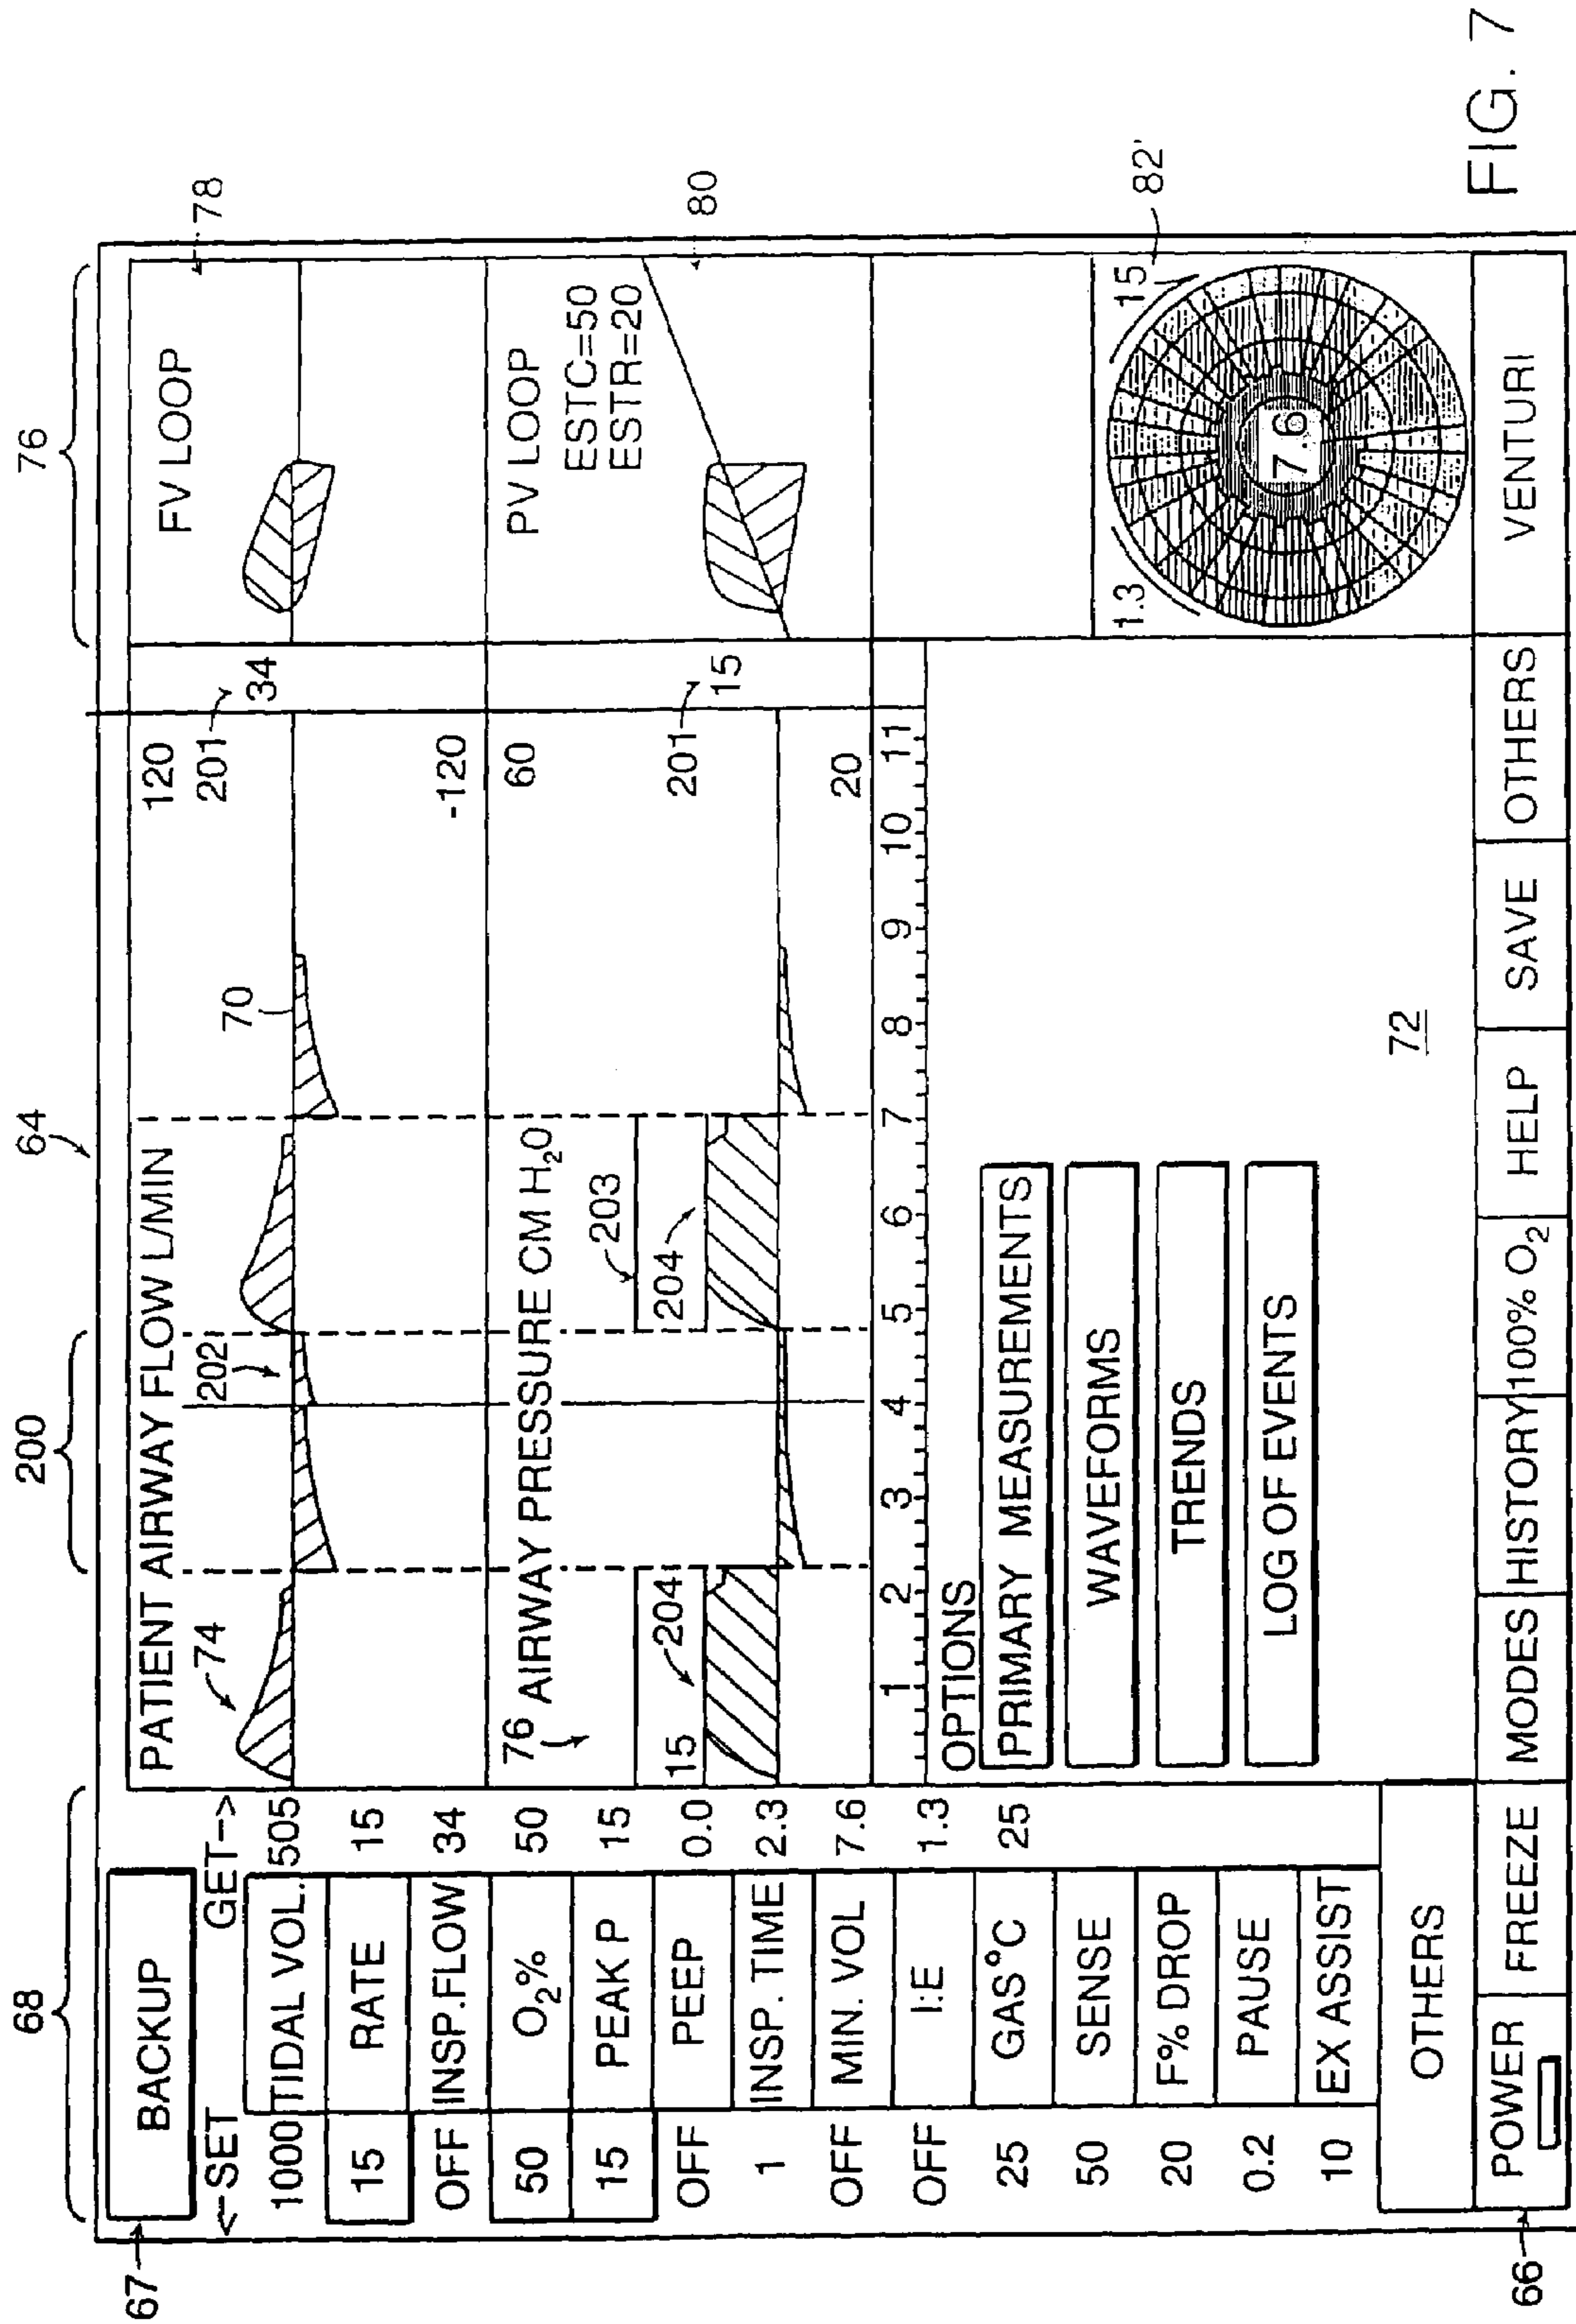 68
64
76
200
67
66
BACKUP
<-SET GET->
1000 TIDAL VOL. 505
15 RATE 15
OFF INSP.FLOW 34
50 O₂% 50
15 PEAK P 15
OFF PEEP 0.0
1 INSP. TIME 2.3
OFF MIN. VOL 7.6
OFF I:E 1.3
25 GAS°C 25
50 SENSE
20 F% DROP
0.2 PAUSE
10 EX ASSIST
OTHERS
PATIENT AIRWAY FLOW L/MIN
120
74
202
70
201
34
-120
76 AIRWAY PRESSURE CM H₂O
60
203
15
204
204
201
15
20
1 2 3 4 5 6 7 8 9 10 11
FV LOOP
78
PV LOOP
ESTC=50
ESTR=20
80
1.3
15
7.6
82'
OPTIONS
PRIMARY MEASUREMENTS
WAVEFORMS
TRENDS
LOG OF EVENTS
72
POWER FREEZE MODES HISTORY 100% O₂ HELP SAVE OTHERS VENTURI
FIG. 7